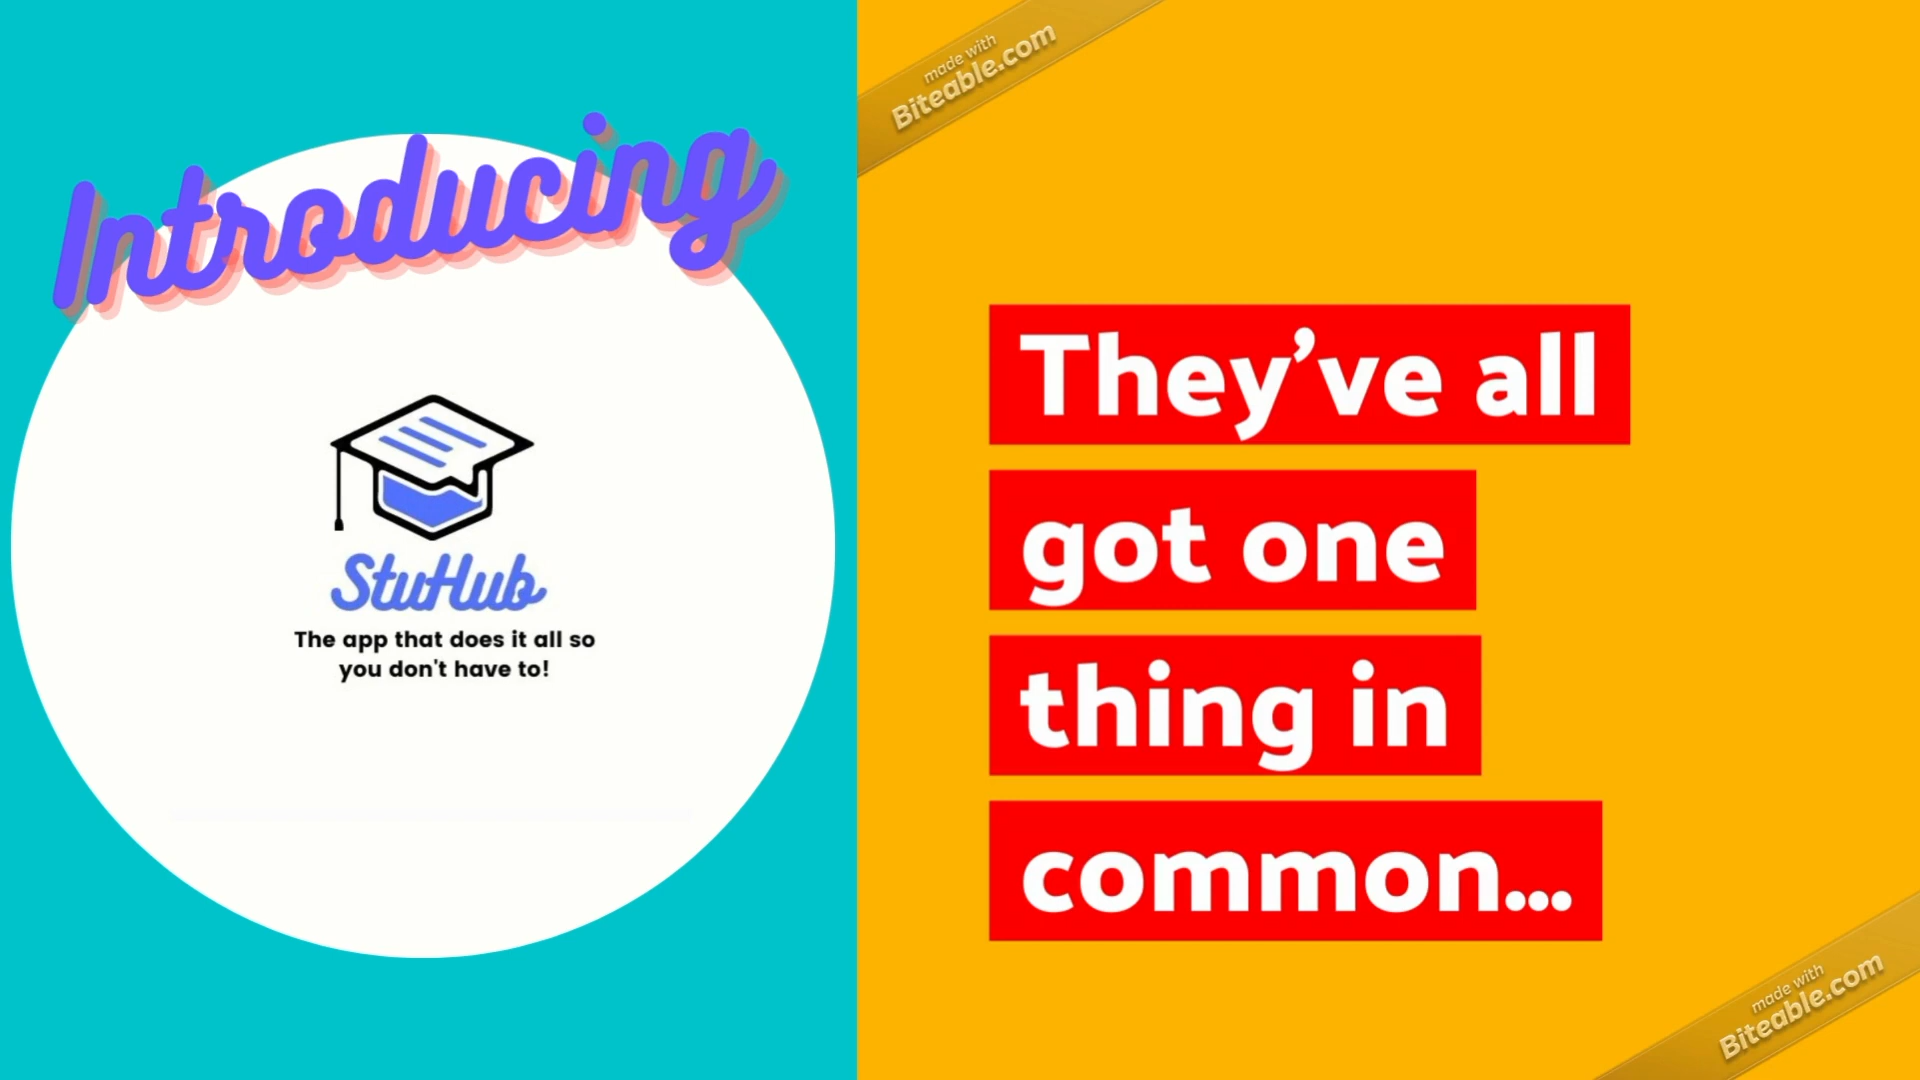 Introducing
StuHub
The app that does it all so
you don't have to!
made with
Biteable.com
They’ve all
got one
thing in
common...
made with
Biteable.com